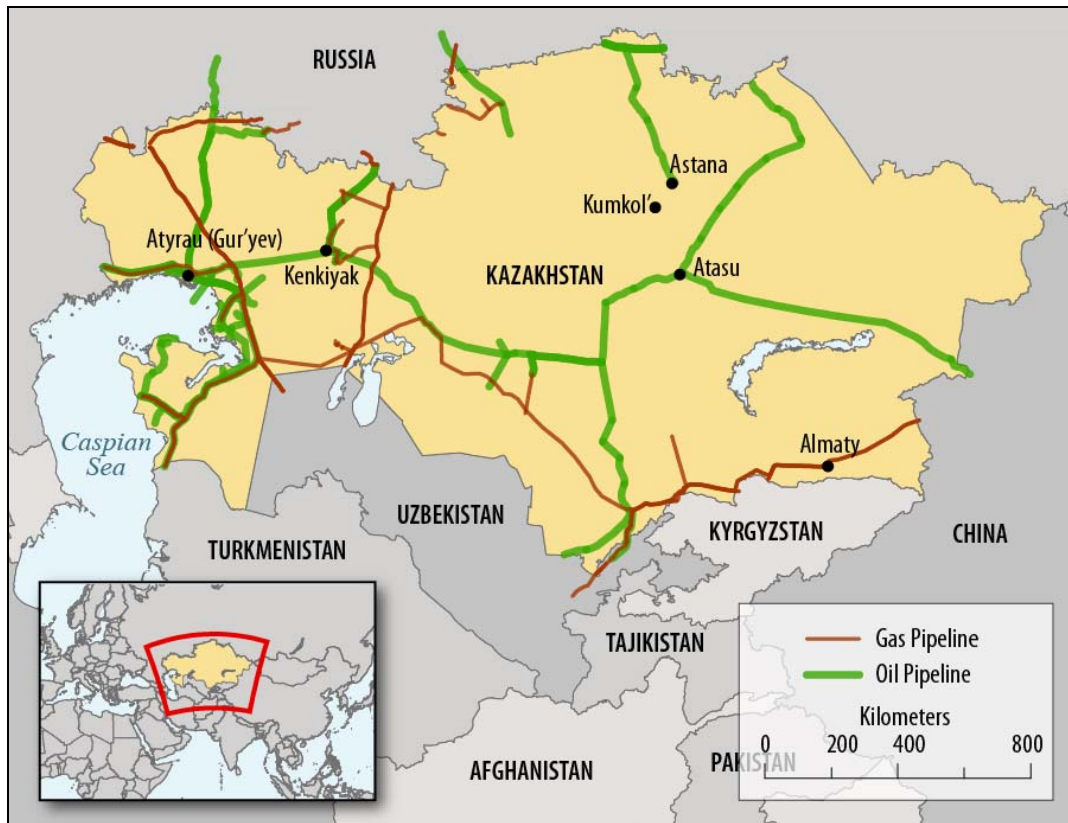 RUSSIA
Astana
Kumkol'
Atyrau (Gur'yev)
Kenkiyak
KAZAKHSTAN
Atasu
Caspian
Sea
Almaty
UZBEKISTAN
KYRGYZSTAN
CHINA
TURKMENISTAN
TAJIKISTAN
AFGHANISTAN
PAKISTAN
Gas Pipeline
Oil Pipeline
Kilometers
0 200 400 800